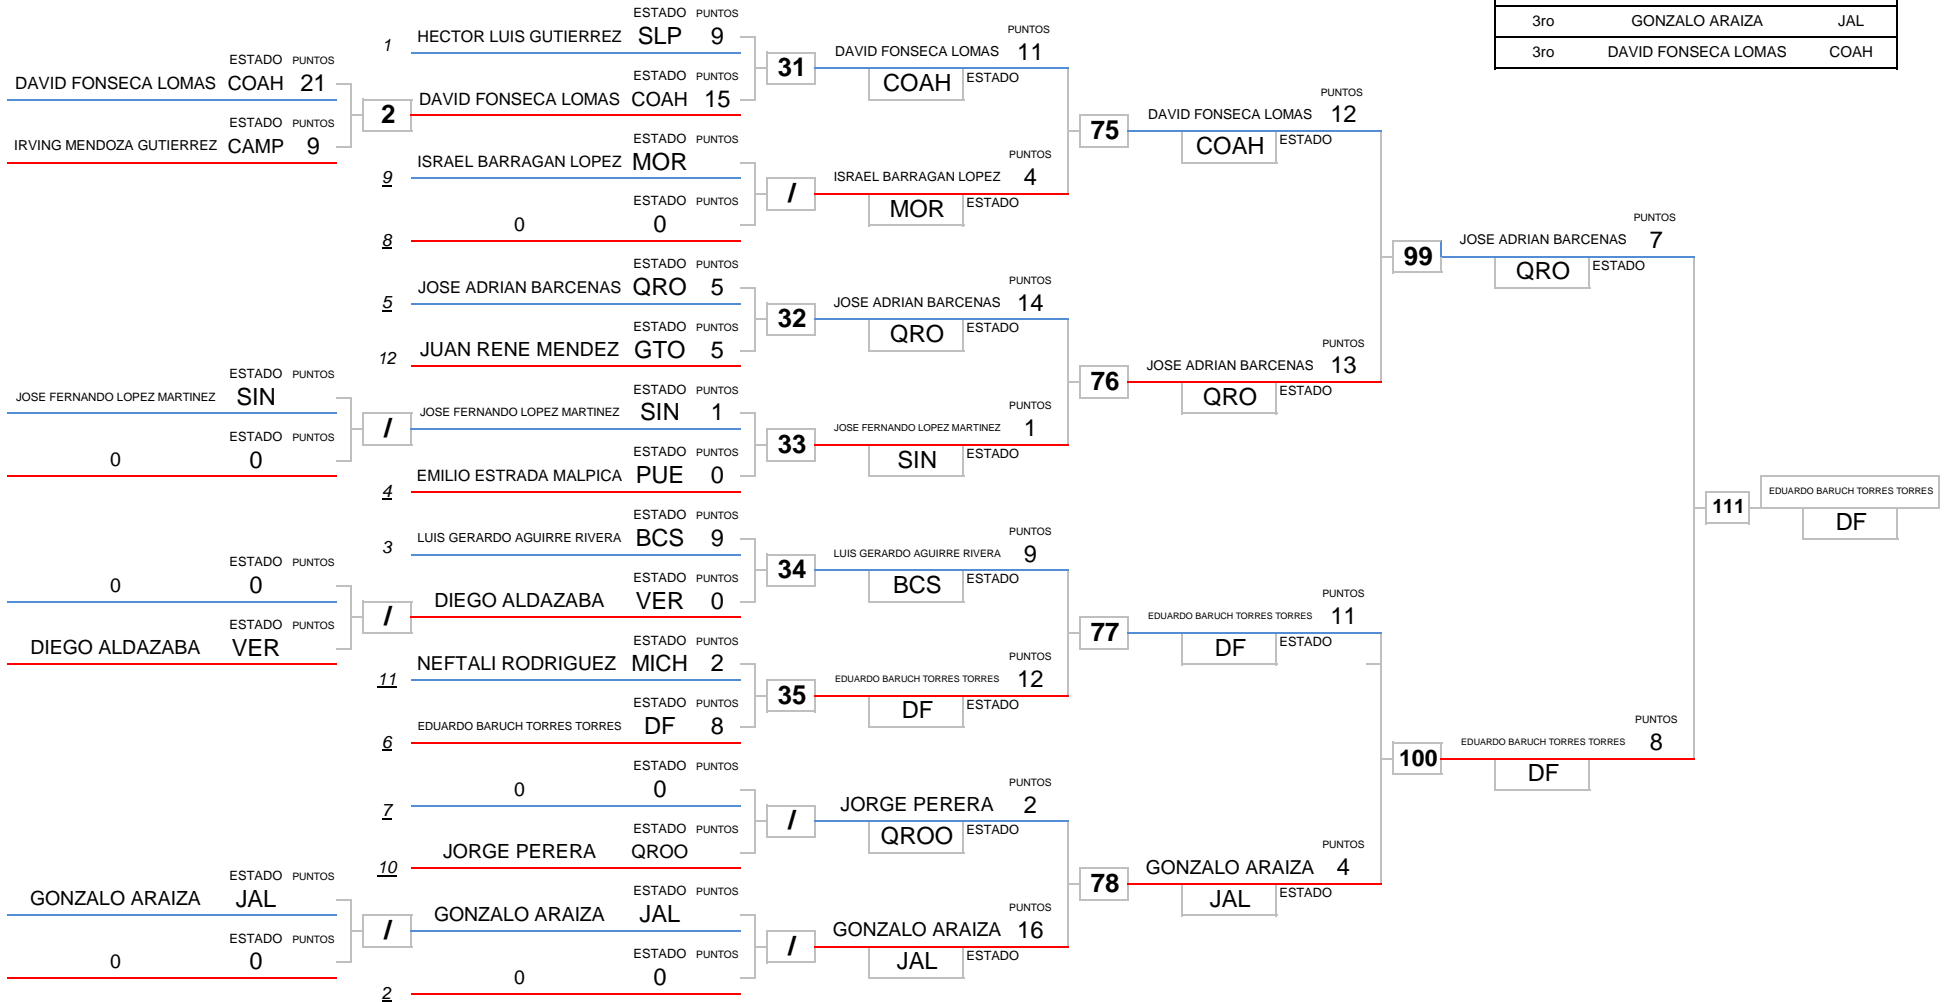 3ro GONZALO ARAIZA JAL
3ro DAVID FONSECA LOMAS COAH
ESTADO PUNTOS
DAVID FONSECA LOMAS COAH 21
ESTADO PUNTOS
IRVING MENDOZA GUTIERREZ CAMP 9
2
ESTADO PUNTOS
JOSE FERNANDO LOPEZ MARTINEZ SIN
ESTADO PUNTOS
0 0
/
ESTADO PUNTOS
0 0
ESTADO PUNTOS
DIEGO ALDAZABA VER
/
ESTADO PUNTOS
GONZALO ARAIZA JAL
ESTADO PUNTOS
0 0
/
ESTADO PUNTOS
1 HECTOR LUIS GUTIERREZ SLP 9
ESTADO PUNTOS
DAVID FONSECA LOMAS COAH 15
31
ESTADO PUNTOS
9 ISRAEL BARRAGAN LOPEZ MOR
ESTADO PUNTOS
8 0 0
/
ESTADO PUNTOS
5 JOSE ADRIAN BARCENAS QRO 5
ESTADO PUNTOS
12 JUAN RENE MENDEZ GTO 5
32
ESTADO PUNTOS
JOSE FERNANDO LOPEZ MARTINEZ SIN 1
ESTADO PUNTOS
4 EMILIO ESTRADA MALPICA PUE 0
33
ESTADO PUNTOS
3 LUIS GERARDO AGUIRRE RIVERA BCS 9
ESTADO PUNTOS
DIEGO ALDAZABA VER 0
34
ESTADO PUNTOS
11 NEFTALI RODRIGUEZ MICH 2
ESTADO PUNTOS
6 EDUARDO BARUCH TORRES TORRES DF 8
35
ESTADO PUNTOS
7 0 0
ESTADO PUNTOS
10 JORGE PERERA QROO
/
ESTADO PUNTOS
GONZALO ARAIZA JAL
ESTADO PUNTOS
2 0 0
/
PUNTOS
DAVID FONSECA LOMAS 11
COAH ESTADO
PUNTOS
ISRAEL BARRAGAN LOPEZ 4
MOR ESTADO
75
PUNTOS
JOSE ADRIAN BARCENAS 14
QRO ESTADO
PUNTOS
JOSE FERNANDO LOPEZ MARTINEZ 1
SIN ESTADO
76
PUNTOS
LUIS GERARDO AGUIRRE RIVERA 9
BCS ESTADO
PUNTOS
EDUARDO BARUCH TORRES TORRES 12
DF ESTADO
77
PUNTOS
JORGE PERERA 2
QROO ESTADO
PUNTOS
GONZALO ARAIZA 16
JAL ESTADO
78
PUNTOS
DAVID FONSECA LOMAS 12
COAH ESTADO
PUNTOS
JOSE ADRIAN BARCENAS 13
QRO ESTADO
99
PUNTOS
EDUARDO BARUCH TORRES TORRES 11
DF ESTADO
PUNTOS
GONZALO ARAIZA 4
JAL ESTADO
100
PUNTOS
JOSE ADRIAN BARCENAS 7
QRO ESTADO
PUNTOS
EDUARDO BARUCH TORRES TORRES 8
DF
111
EDUARDO BARUCH TORRES TORRES
DF